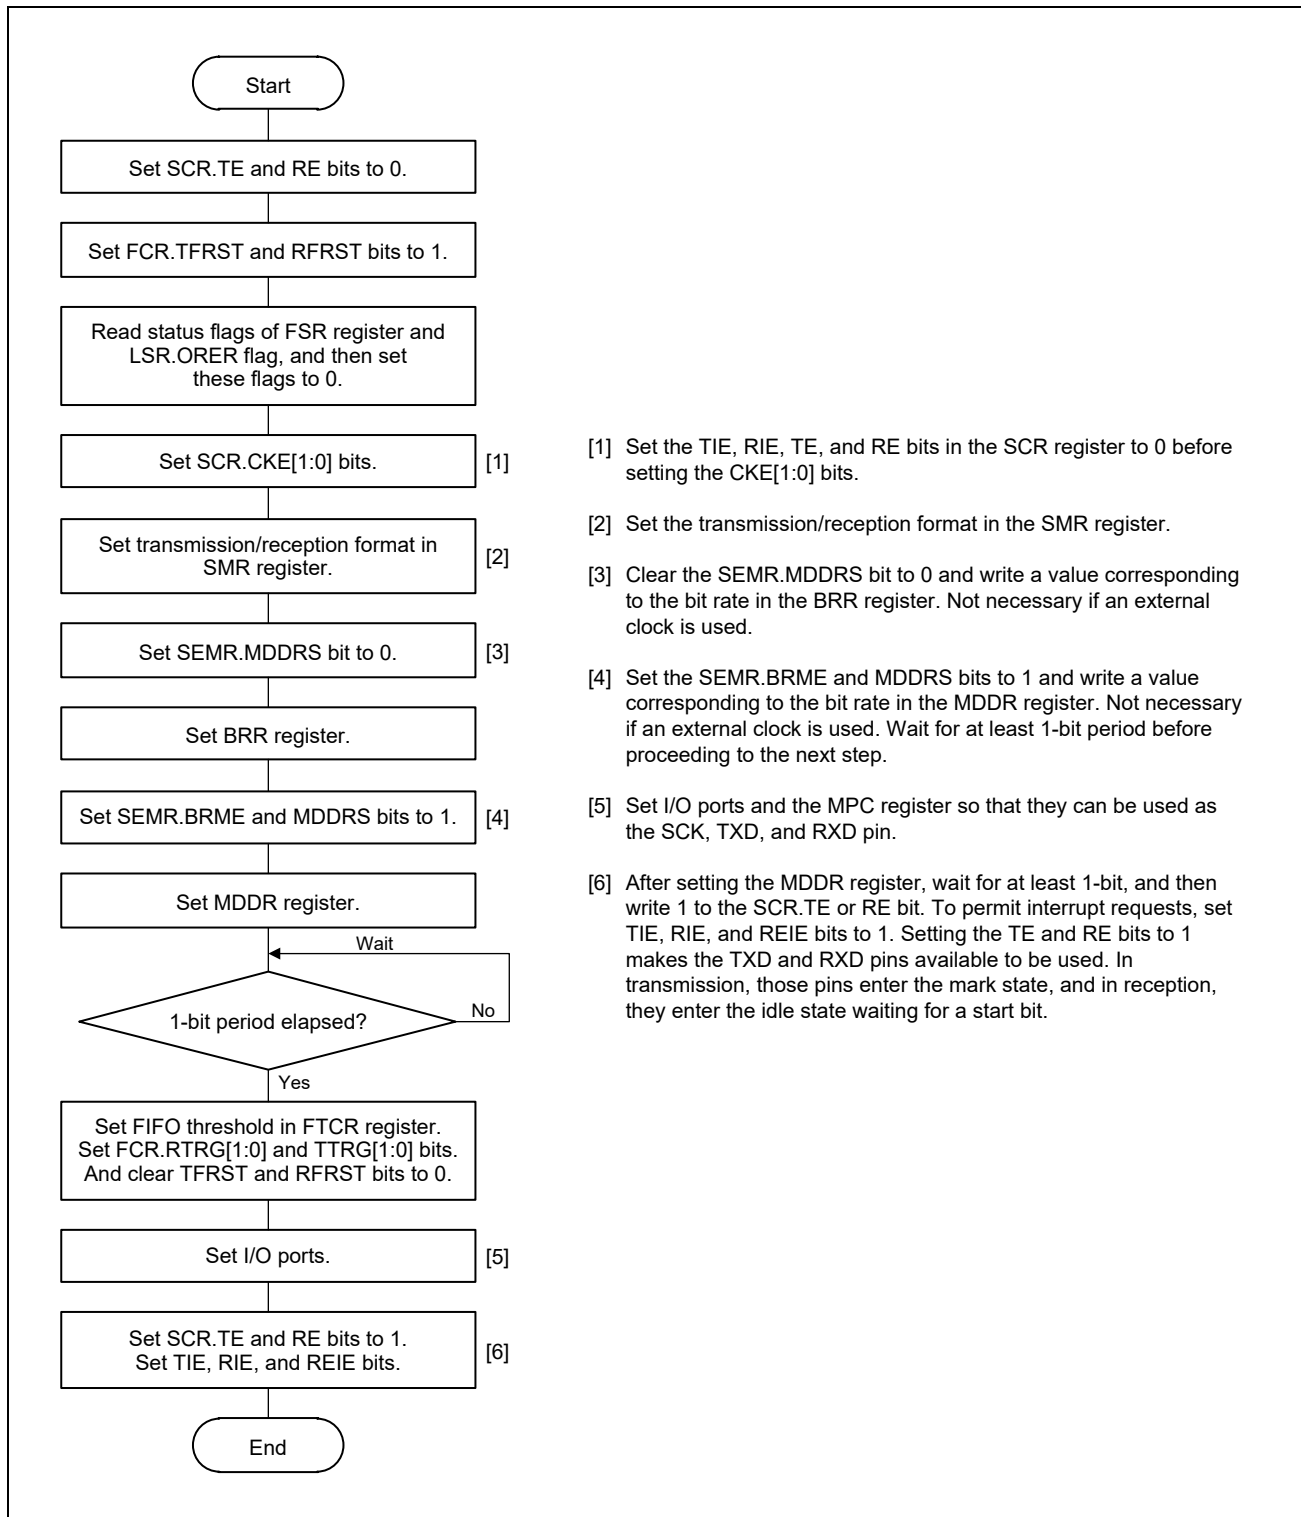 Start
Set SCR.TE and RE bits to 0.
Set FCR.TFRST and RFRST bits to 1.
Read status flags of FSR register and
LSR.ORER flag, and then set
these flags to 0.
Set SCR.CKE[1:0] bits.
[1]
Set transmission/reception format in
SMR register.
[2]
Set SEMR.MDDRS bit to 0.
[3]
Set BRR register.
Set SEMR.BRME and MDDRS bits to 1.
[4]
Set MDDR register.
Wait
1-bit period elapsed?
No
Yes
Set FIFO threshold in FTCR register.
Set FCR.RTRG[1:0] and TTRG[1:0] bits.
And clear TFRST and RFRST bits to 0.
Set I/O ports.
[5]
Set SCR.TE and RE bits to 1.
Set TIE, RIE, and REIE bits.
[6]
End
[1] Set the TIE, RIE, TE, and RE bits in the SCR register to 0 before
setting the CKE[1:0] bits.
[2] Set the transmission/reception format in the SMR register.
[3] Clear the SEMR.MDDRS bit to 0 and write a value corresponding
to the bit rate in the BRR register. Not necessary if an external
clock is used.
[4] Set the SEMR.BRME and MDDRS bits to 1 and write a value
corresponding to the bit rate in the MDDR register. Not necessary
if an external clock is used. Wait for at least 1-bit period before
proceeding to the next step.
[5] Set I/O ports and the MPC register so that they can be used as
the SCK, TXD, and RXD pin.
[6] After setting the MDDR register, wait for at least 1-bit, and then
write 1 to the SCR.TE or RE bit. To permit interrupt requests, set
TIE, RIE, and REIE bits to 1. Setting the TE and RE bits to 1
makes the TXD and RXD pins available to be used. In
transmission, those pins enter the mark state, and in reception,
they enter the idle state waiting for a start bit.